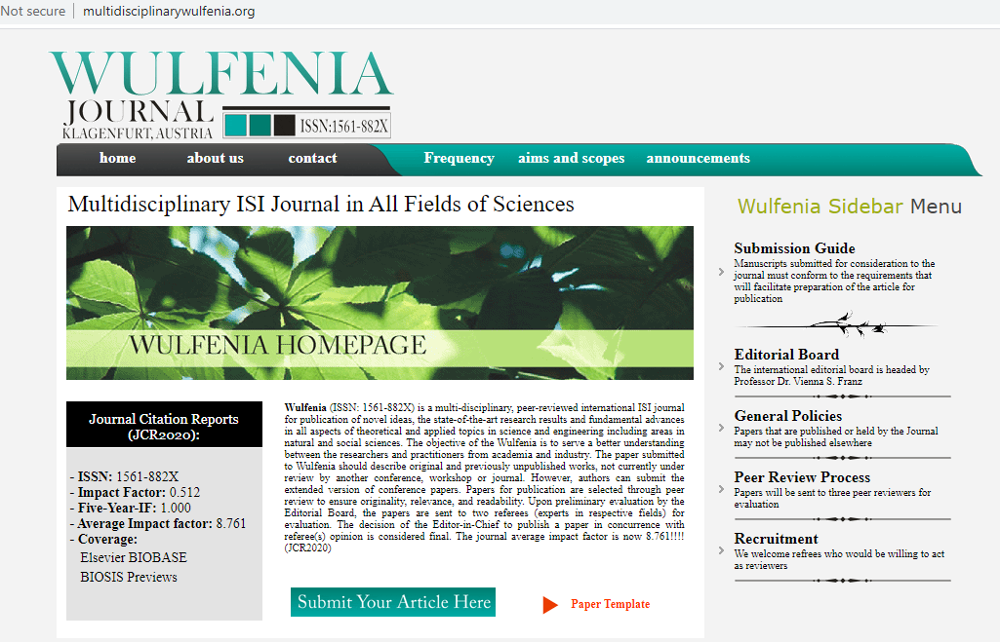 Not secure | multidisciplinarywulfenia.org
WULFENIA
JOURNAL
KLAGENFURT, AUSTRIA
ISSN:1561-882X
home about us contact Frequency aims and scopes announcements
Multidisciplinary ISI Journal in All Fields of Sciences
WULFENIA HOMEPAGE
Journal Citation Reports
(JCR2020):
- ISSN: 1561-882X
- Impact Factor: 0.512
- Five-Year-IF: 1.000
- Average Impact factor: 8.761
- Coverage:
Elsevier BIOBASE
BIOSIS Previews
Wulfenia (ISSN: 1561-882X) is a multi-disciplinary, peer-reviewed international ISI journal
for publication of novel ideas, the state-of-the-art research results and fundamental advances
in all aspects of theoretical and applied topics in science and engineering including areas in
natural and social sciences. The objective of the Wulfenia is to serve a better understanding
between the researchers and practitioners from academia and industry. The paper submitted
to Wulfenia should describe original and previously unpublished works, not currently under
review by another conference, workshop or journal. However, authors can submit the
extended version of conference papers. Papers for publication are selected through peer
review to ensure originality, relevance, and readability. Upon preliminary evaluation by the
Editorial Board, the papers are sent to two referees (experts in respective fields) for
evaluation. The decision of the Editor-in-Chief to publish a paper in concurrence with
referee(s) opinion is considered final. The journal average impact factor is now 8.761!!!!
(JCR2020)
Submit Your Article Here
Paper Template
Wulfenia Sidebar Menu
Submission Guide
Manuscripts submitted for consideration to the
journal must conform to the requirements that
will facilitate preparation of the article for
publication
Editorial Board
The international editorial board is headed by
Professor Dr. Vienna S. Franz
General Policies
Papers that are published or held by the Journal
may not be published elsewhere
Peer Review Process
Papers will be sent to three peer reviewers for
evaluation
Recruitment
We welcome refrees who would be willing to act
as reviewers